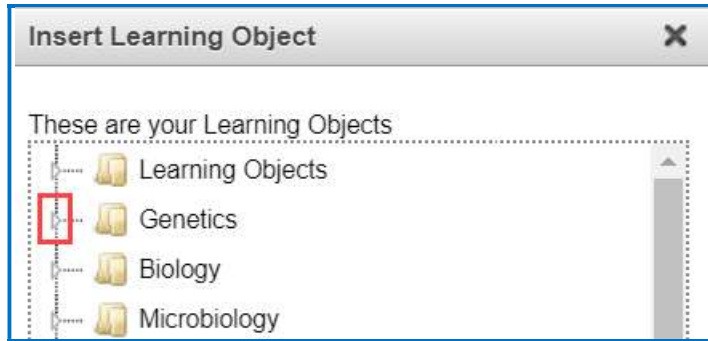 Insert Learning Object
These are your Learning Objects
Learning Objects
Genetics
Biology
Microbiology